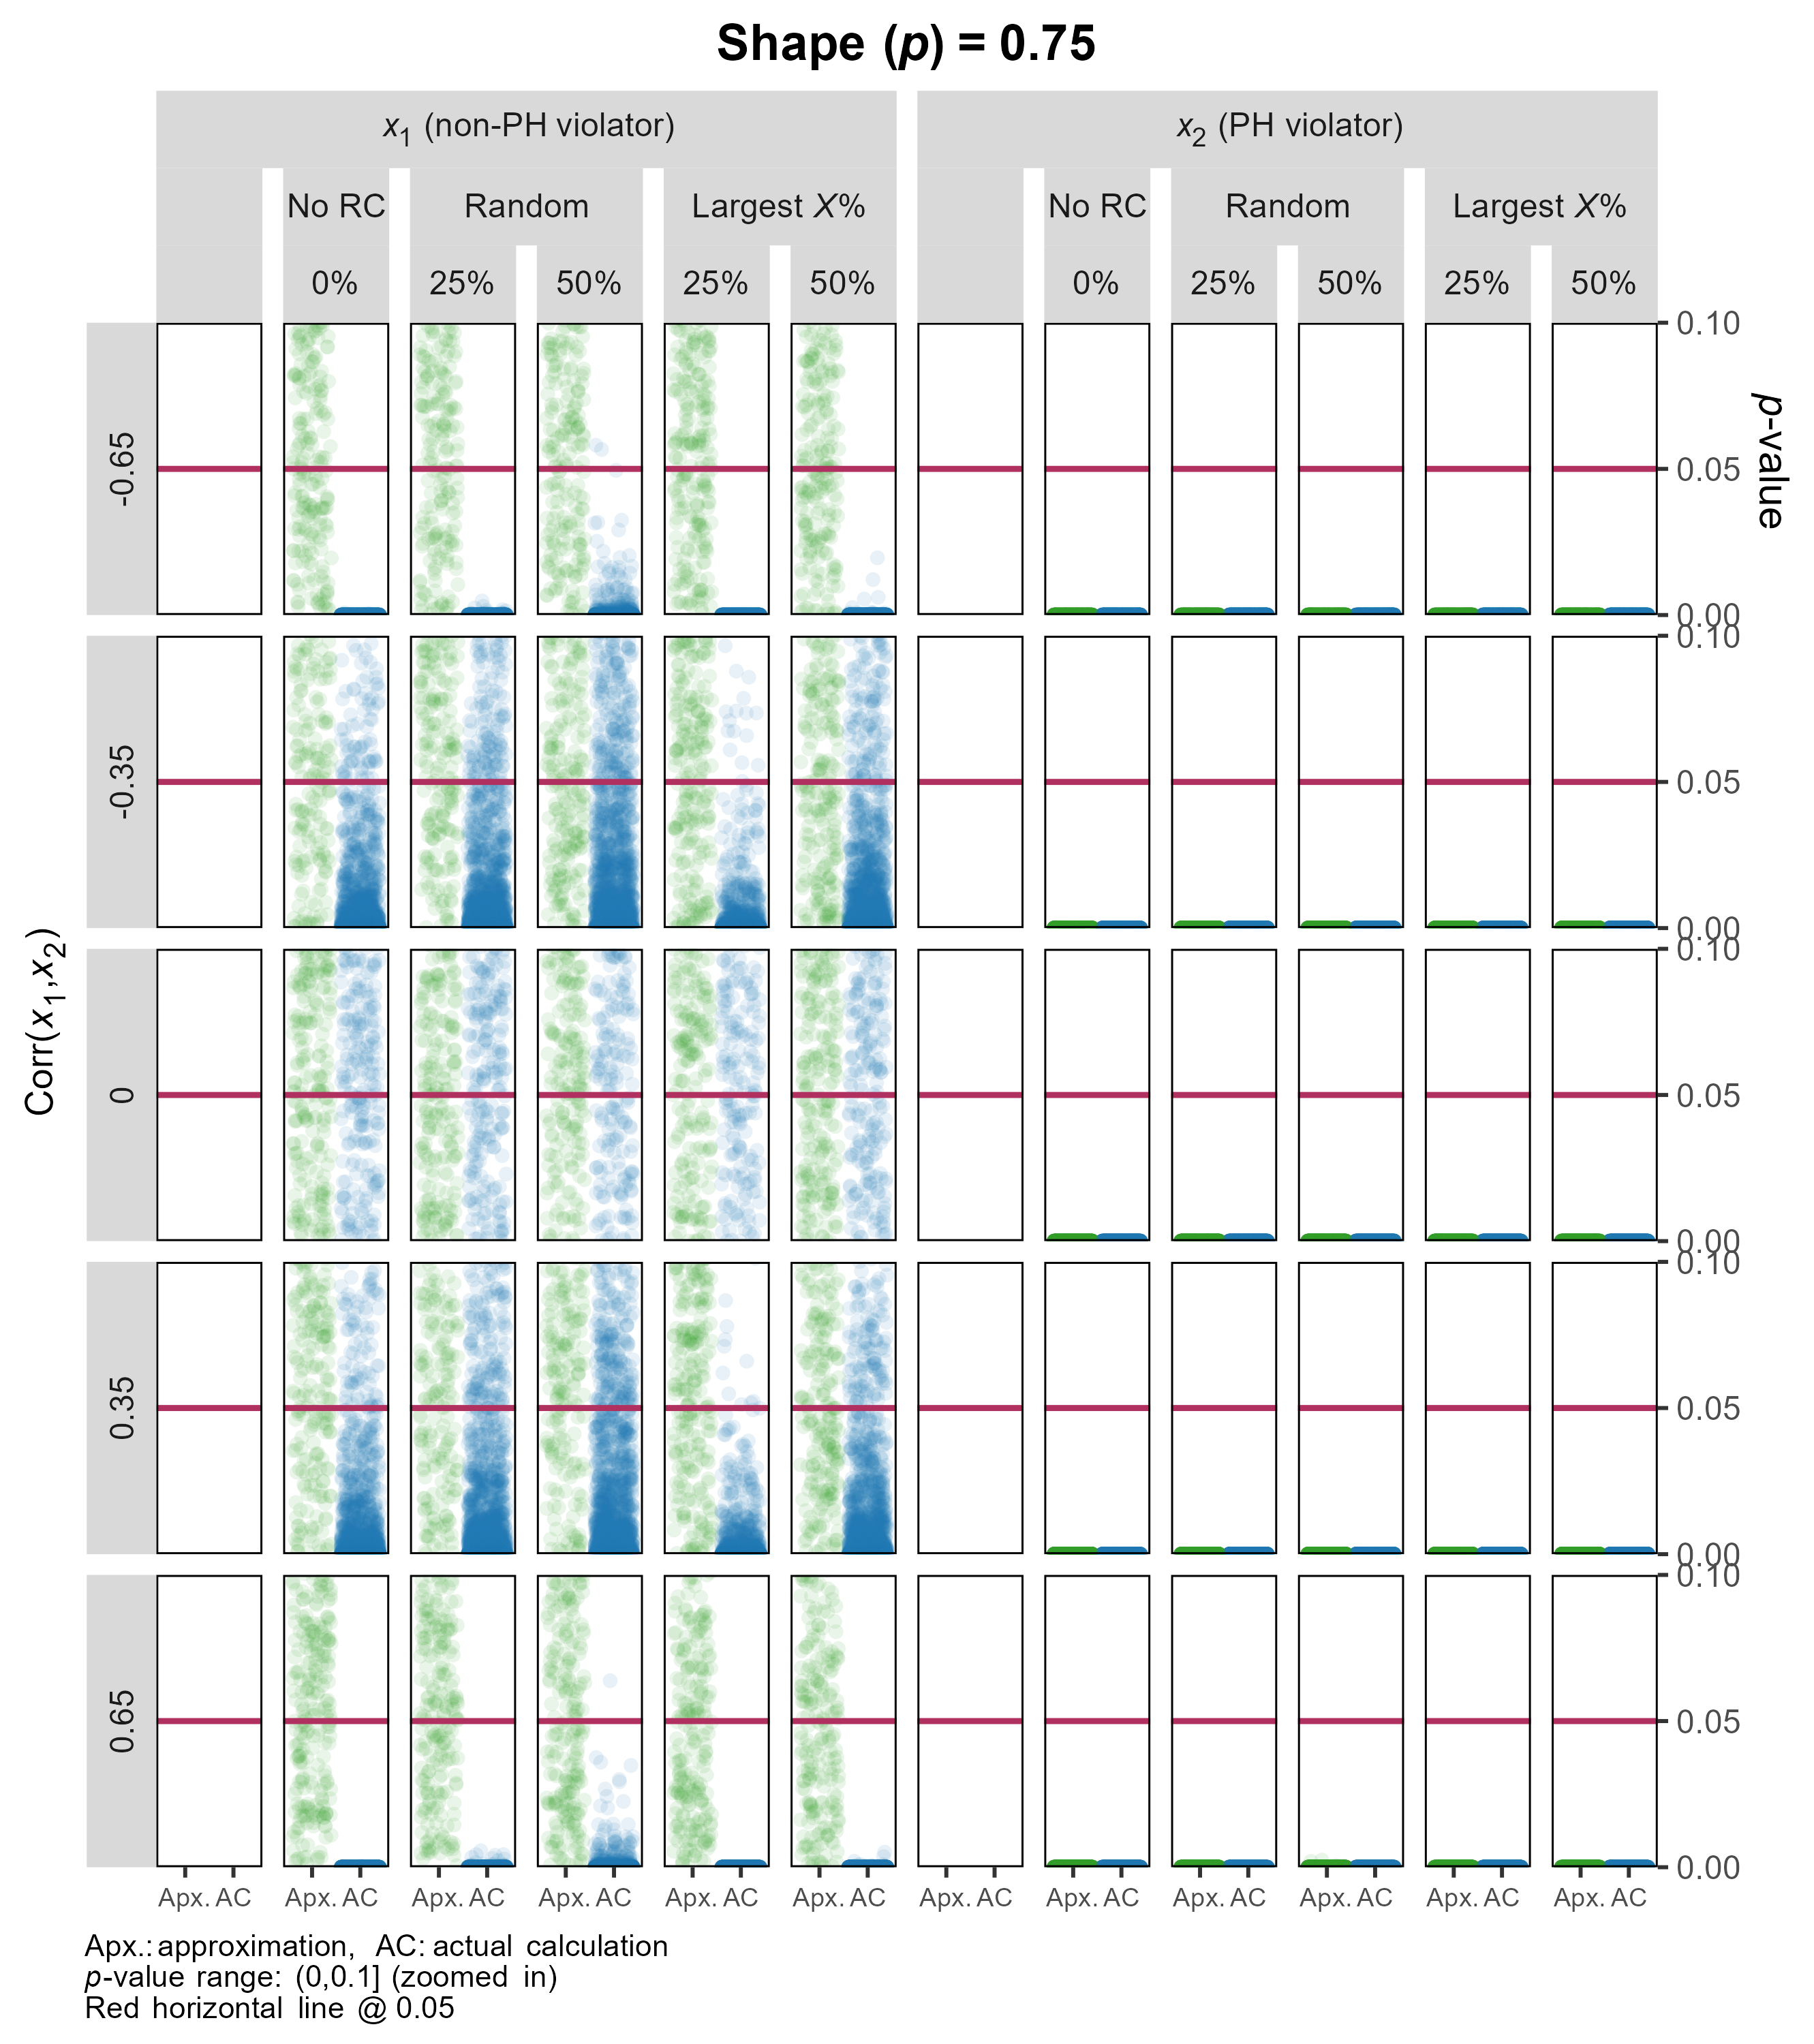 Shape (p) = 0.75
x1 (non-PH violator) x2 (PH violator)
No RC Random Largest X% No RC Random Largest X%
0% 25% 50% 25% 50% 0% 25% 50% 25% 50%
-0.65
0.10
0.05
0.00
p-value
-0.35
0.10
0.05
0.00
Corr(x1,x2)
0
0.10
0.05
0.00
0.35
0.10
0.05
0.00
0.65
0.10
0.05
0.00
Apx. AC Apx. AC Apx. AC Apx. AC Apx. AC Apx. AC Apx. AC Apx. AC Apx. AC Apx. AC Apx. AC Apx. AC
Apx.: approximation, AC: actual calculation
p-value range: (0,0.1] (zoomed in)
Red horizontal line @ 0.05